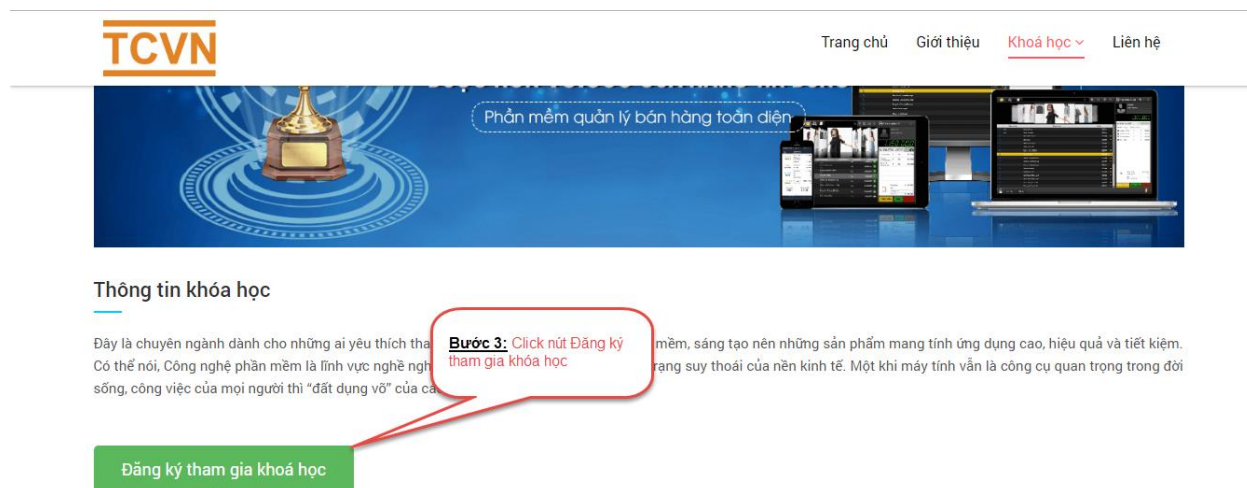 TCVN
Trang chủ Giới thiệu Khoá học Liên hệ
Phần mềm quản lý bán hàng toàn diện
Thông tin khóa học
Đây là chuyên ngành dành cho những ai yêu thích tha
mềm, sáng tạo nên những sản phẩm mang tính ứng dụng cao, hiệu quả và tiết kiệm.
Có thể nói, Công nghệ phần mềm là lĩnh vực nghề ngh
trạng suy thoái của nền kinh tế. Một khi máy tính vẫn là công cụ quan trọng trong đời
sống, công việc của mọi người thì “đất dụng võ” của
Bước 3: Click nút Đăng ký
tham gia khóa học
Đăng ký tham gia khoá học